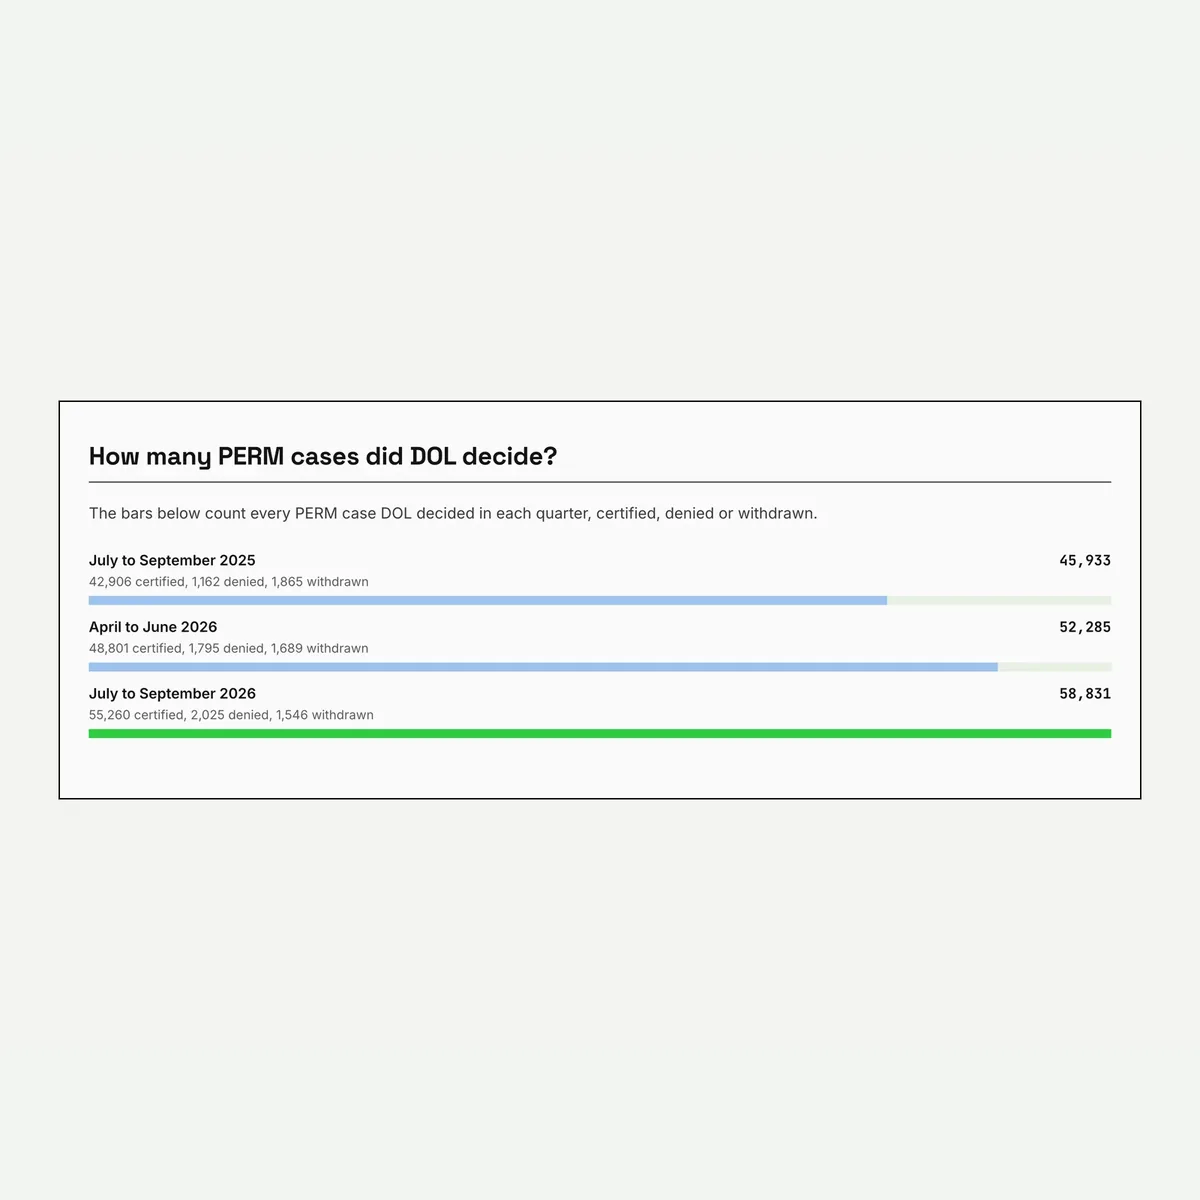 How many PERM cases did DOL decide?
The bars below count every PERM case DOL decided in each quarter, certified, denied or withdrawn.
July to September 2025 45,933
42,906 certified, 1,162 denied, 1,865 withdrawn
April to June 2026 52,285
48,801 certified, 1,795 denied, 1,689 withdrawn
July to September 2026 58,831
55,260 certified, 2,025 denied, 1,546 withdrawn